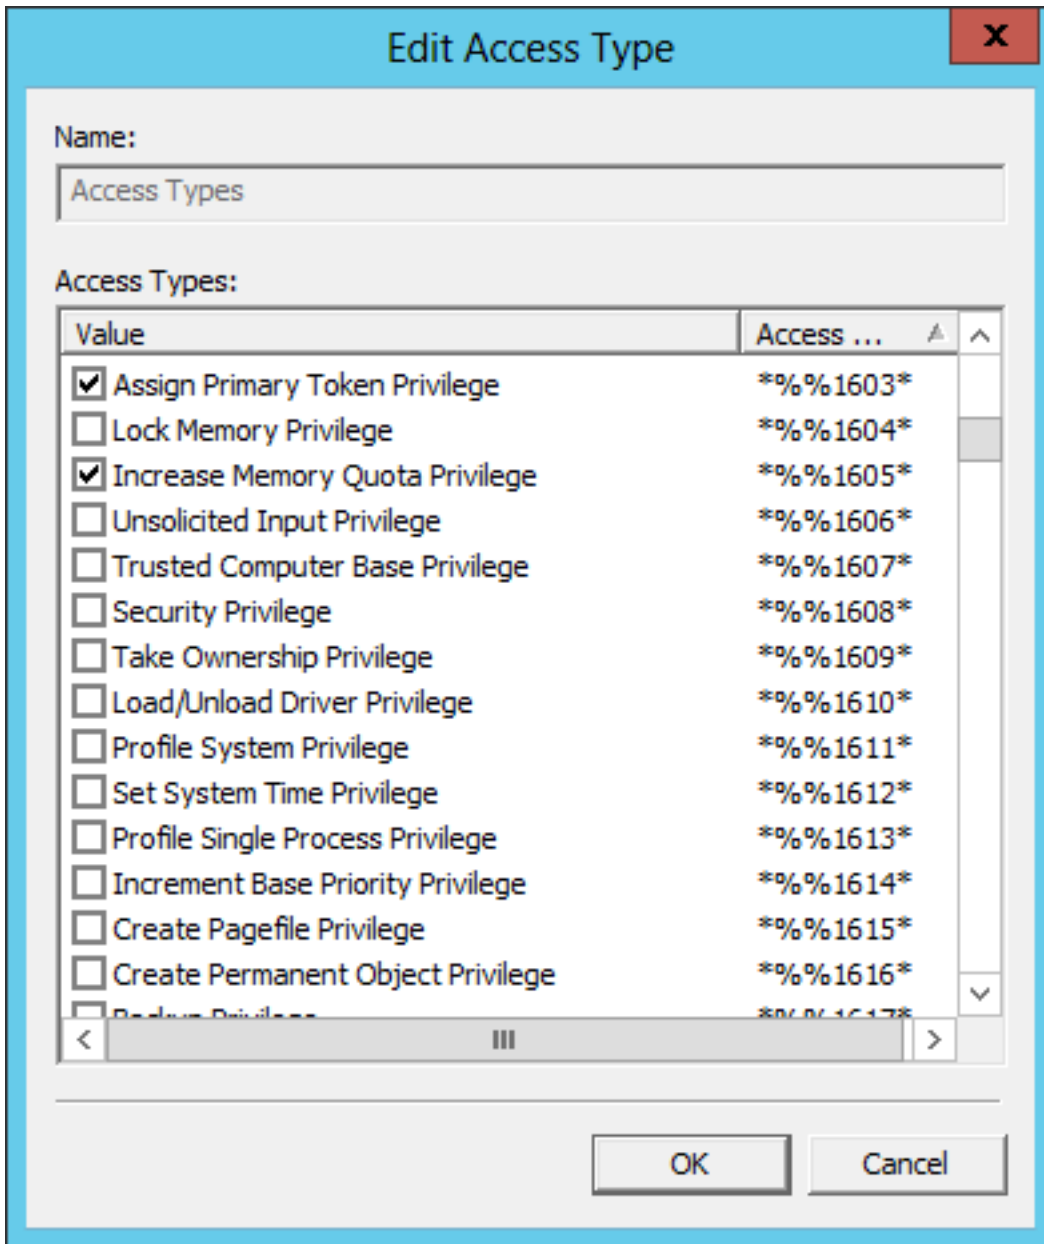 Edit Access Type
X
Name:
Access Types
Access Types:
Value Access ...
Assign Primary Token Privilege *%%1603*
Lock Memory Privilege *%%1604*
Increase Memory Quota Privilege *%%1605*
Unsolicited Input Privilege *%%1606*
Trusted Computer Base Privilege *%%1607*
Security Privilege *%%1608*
Take Ownership Privilege *%%1609*
Load/Unload Driver Privilege *%%1610*
Profile System Privilege *%%1611*
Set System Time Privilege *%%1612*
Profile Single Process Privilege *%%1613*
Increment Base Priority Privilege *%%1614*
Create Pagefile Privilege *%%1615*
Create Permanent Object Privilege *%%1616*
Backup Privilege *%%1617*
OK Cancel